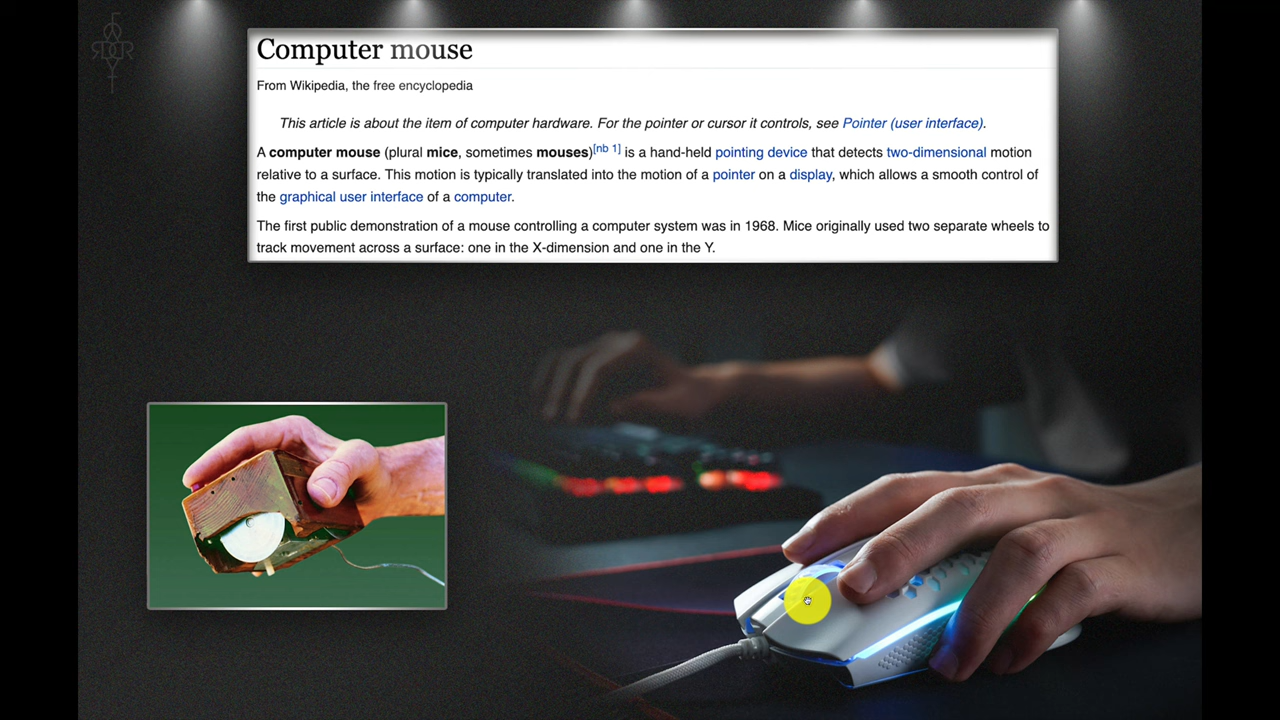 Computer mouse
From Wikipedia, the free encyclopedia
This article is about the item of computer hardware. For the pointer or cursor it controls, see Pointer (user interface).
A computer mouse (plural mice, sometimes mouses)[nb 1] is a hand-held pointing device that detects two-dimensional motion
relative to a surface. This motion is typically translated into the motion of a pointer on a display, which allows a smooth control of
the graphical user interface of a computer.
The first public demonstration of a mouse controlling a computer system was in 1968. Mice originally used two separate wheels to
track movement across a surface: one in the X-dimension and one in the Y.